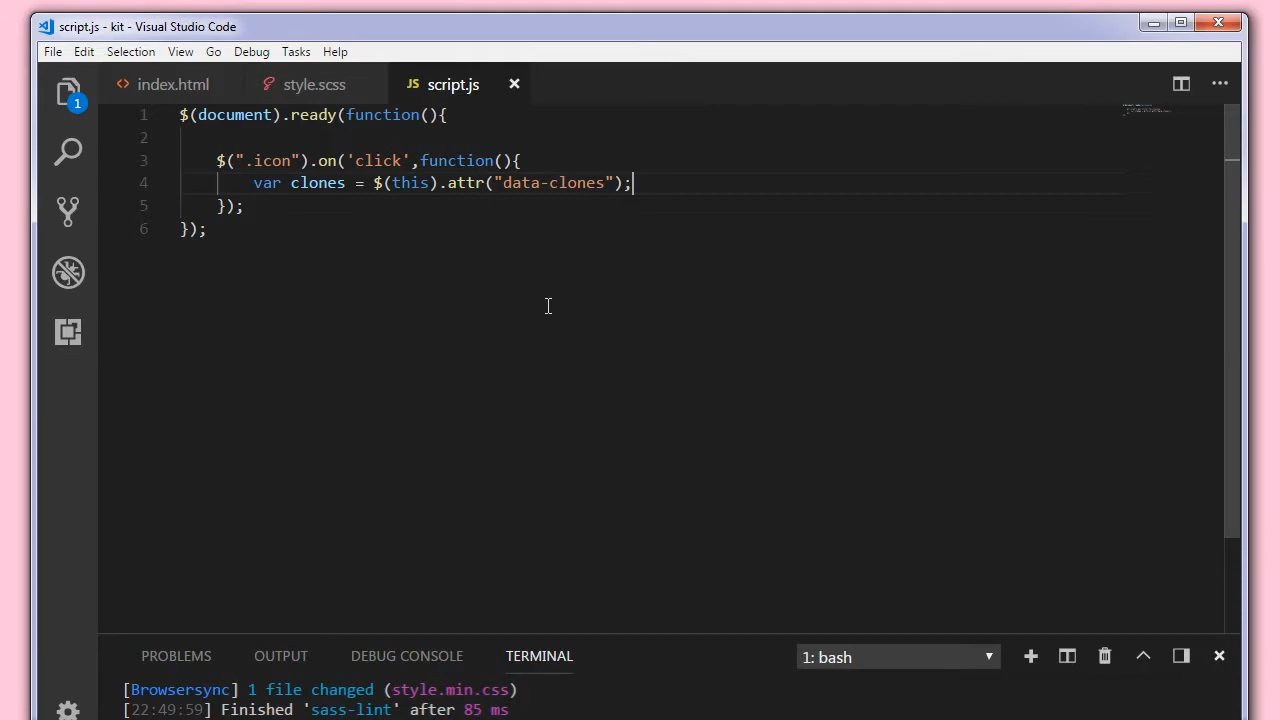 script.js - kit - Visual Studio Code
File Edit Selection View Go Debug Tasks Help
1
<> index.html style.scss JS script.js
1 $(document).ready(function(){
2
3 $(".icon").on('click',function(){
4 var clones = $(this).attr("data-clones");
5 });
6 });
PROBLEMS OUTPUT DEBUG CONSOLE TERMINAL 1: bash
[Browsersync] 1 file changed (style.min.css)
[22:49:59] Finished 'sass-lint' after 85 ms